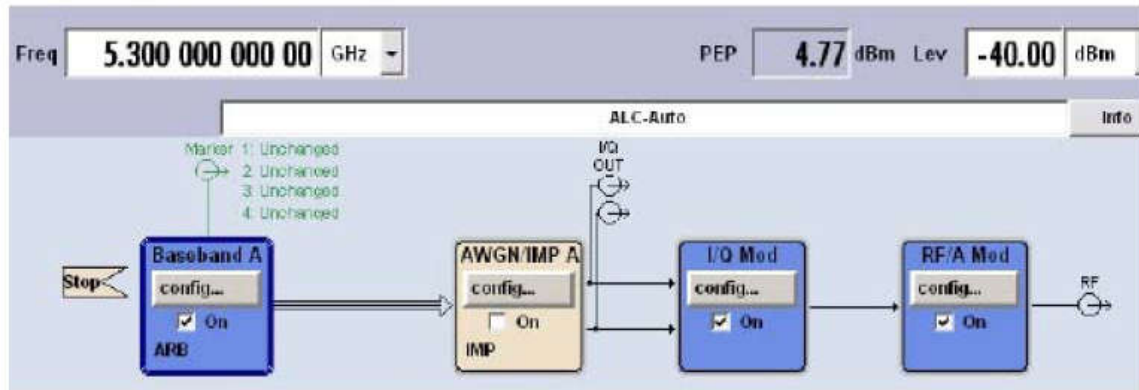 Freq 5.300 000 000 00 GHz PEP 4.77 dBm Lev -40.00 dBm
ALC-Auto Info
Marker 1: Unchanged
2: Unchanged
3: Unchanged
4: Unchanged
I/Q
OUT
Baseband A AWGN/IMP A I/Q Mod RF/A Mod
Stop config... config... config... config... RF
On On On On
ARB IMP